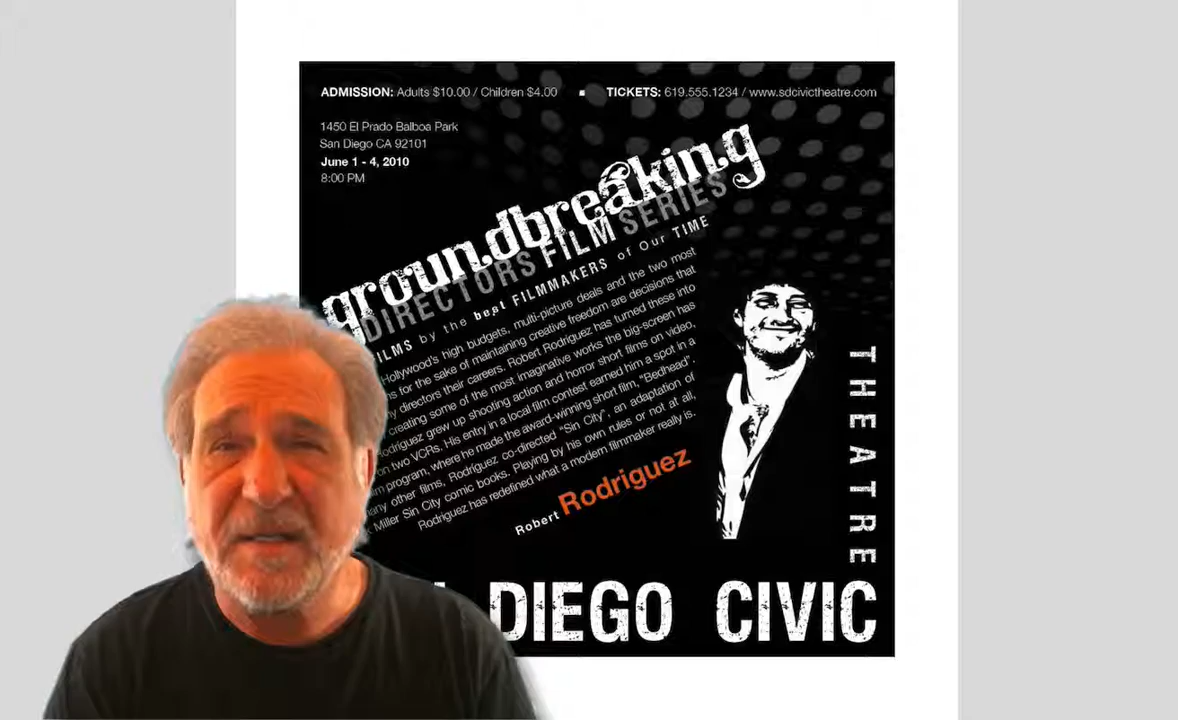 ADMISSION: Adults $10.00 / Children $4.00 ▪ TICKETS: 619.555.1234 / www.sdcivictheatre.com
1450 El Prado Balboa Park
San Diego CA 92101
June 1 - 4, 2010
8:00 PM
groundbreaking
DIRECTORS FILM SERIES
by the best FILMMAKERS of Our TIME
Hollywood's high budgets, multi-picture deals and the two most
for the sake of maintaining creative freedom are decisions that
directors their careers. Robert Rodriguez has turned these into
creating some of the most imaginative works the big-screen has
grew up shooting action and horror short films on video,
on two VCRs. His entry in a local film contest earned him a spot in a
program, where he made the award-winning short film, "Bedhead".
many other films, Rodriguez co-directed "Sin City", an adaptation of
Miller Sin City comic books. Playing by his own rules or not at all,
Rodriguez has redefined what a modern filmmaker really is.
Robert Rodriguez
THEATRE
DIEGO CIVIC